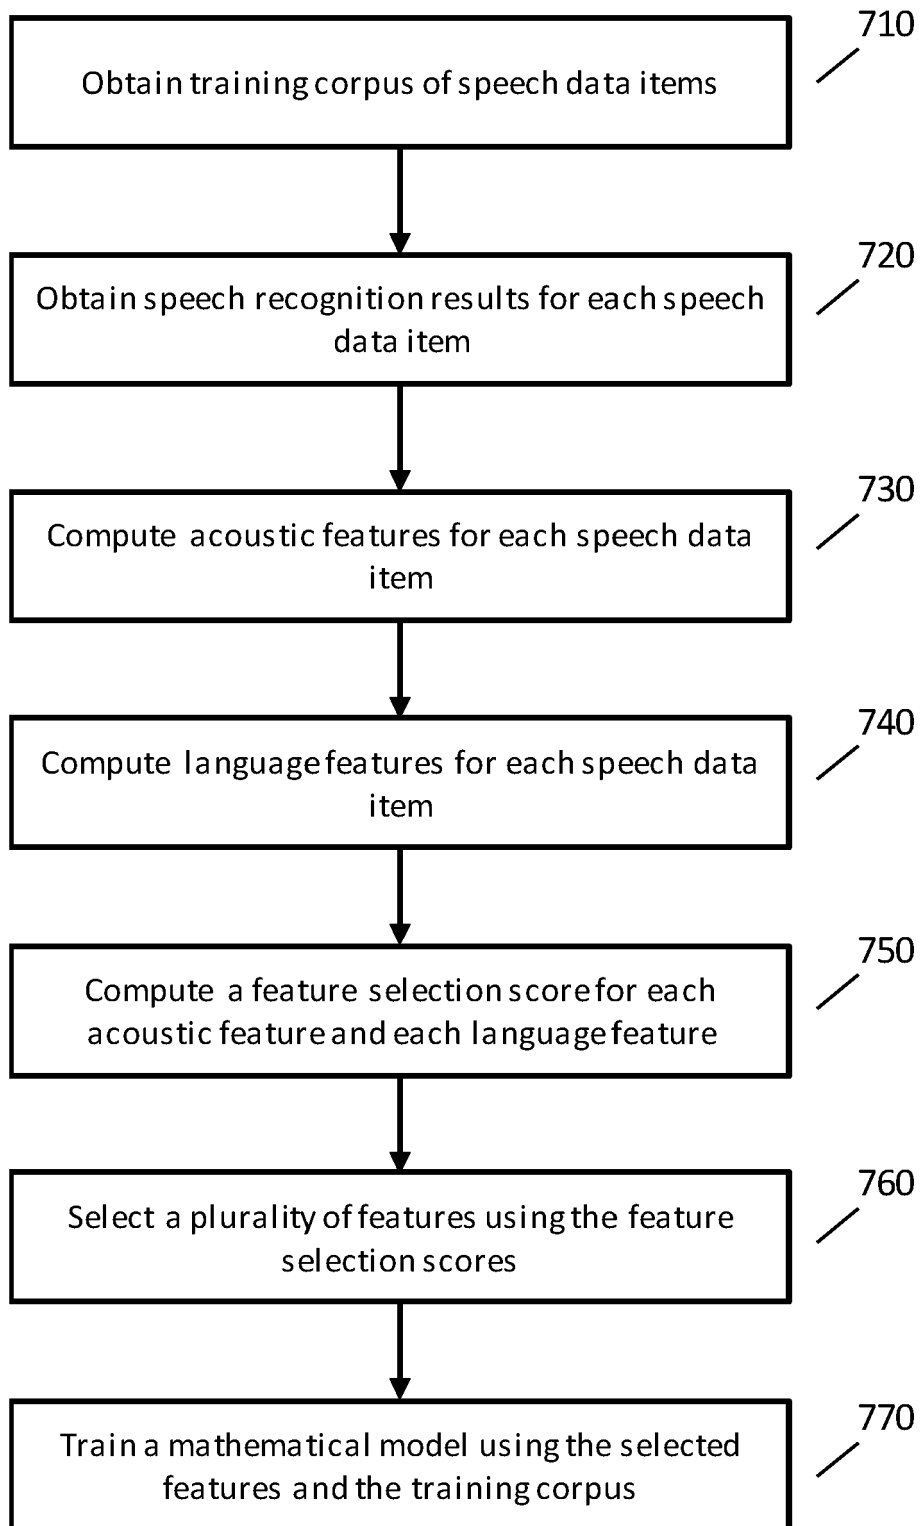 710
Obtain training corpus of speech data items
720
Obtain speech recognition results for each speech
data item
730
Compute acoustic features for each speech data
item
740
Compute language features for each speech data
item
750
Compute a feature selection score for each
acoustic feature and each language feature
760
Select a plurality of features using the feature
selection scores
770
Train a mathematical model using the selected
features and the training corpus